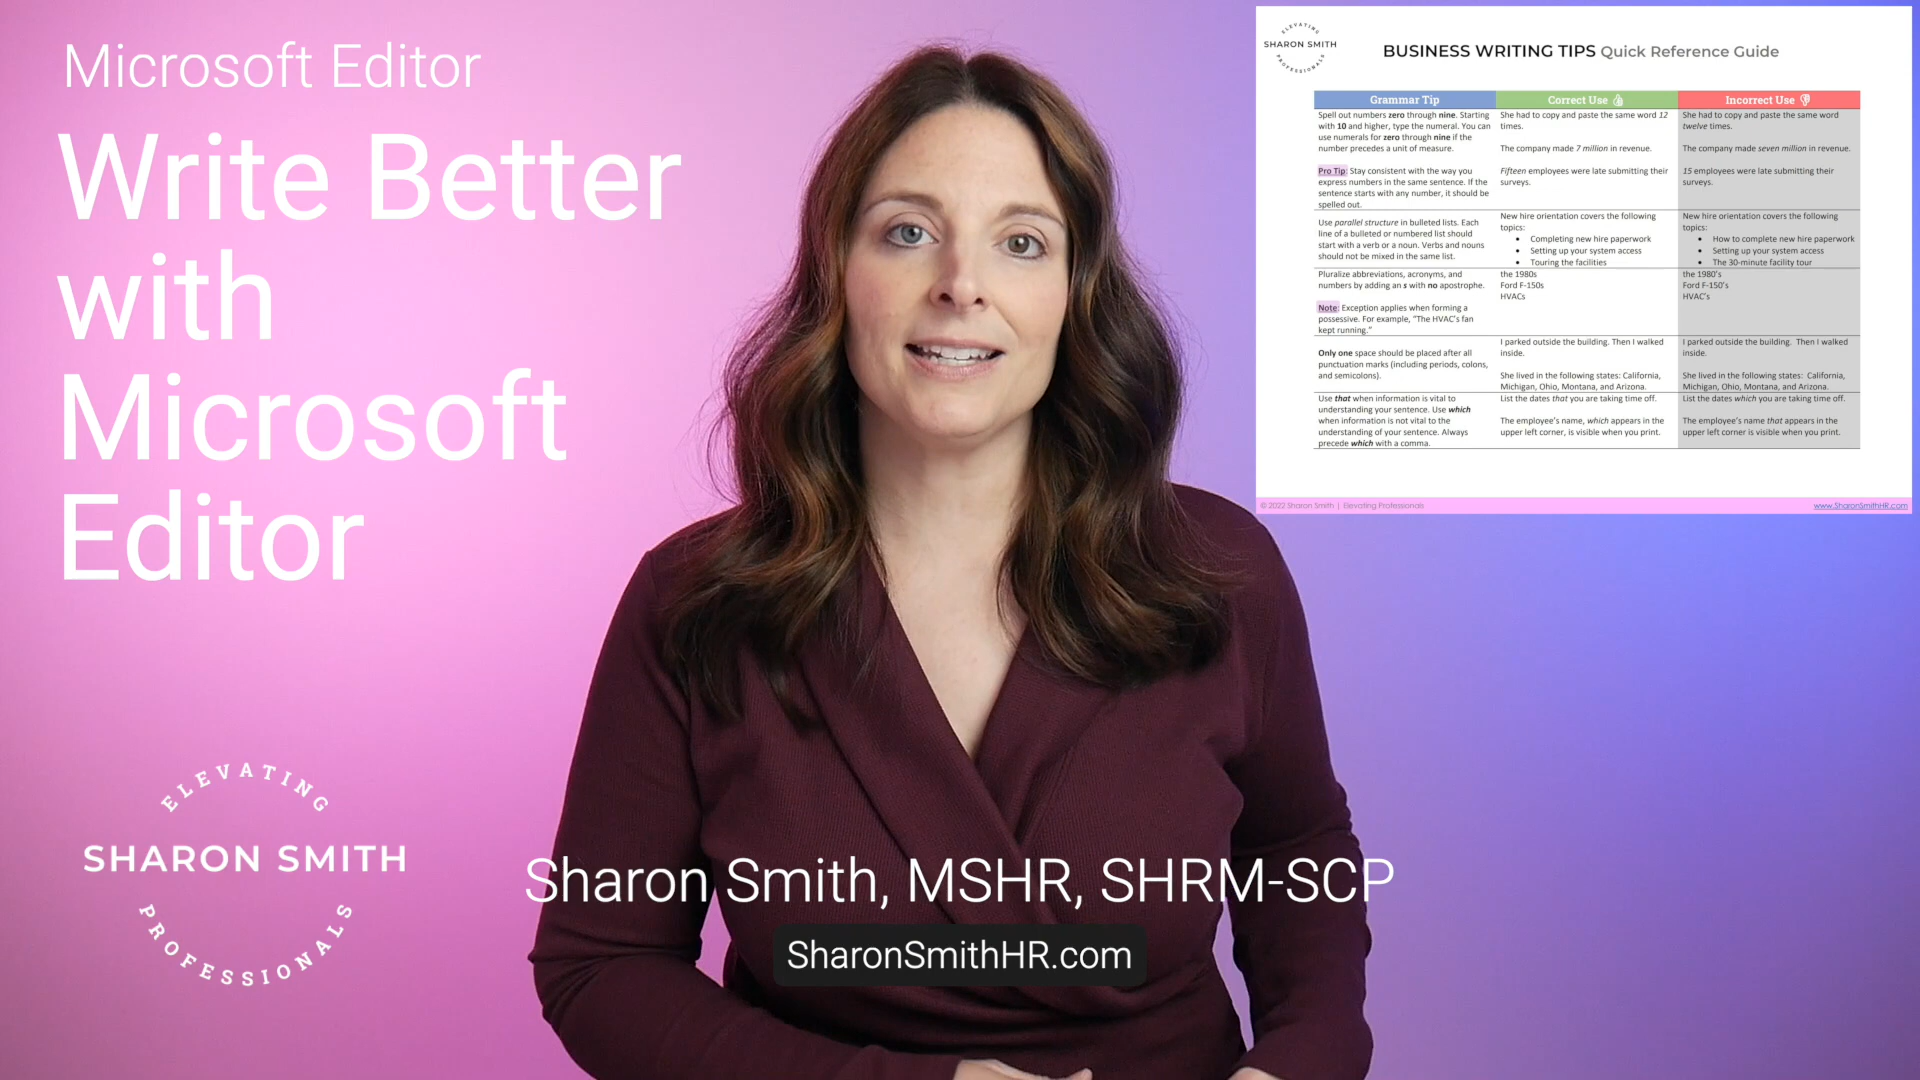 Microsoft Editor
Write Better
with
Microsoft
Editor
ELEVATING
SHARON SMITH
PROFESSIONALS
Sharon Smith, MSHR, SHRM-SCP
SharonSmithHR.com
ELEVATING
SHARON SMITH
PROFESSIONALS
BUSINESS WRITING TIPS Quick Reference Guide
Grammar Tip
Correct Use
Incorrect Use
Spell out numbers zero through nine. Starting
with 10 and higher, type the numeral. You can
use numerals for zero through nine if the
number precedes a unit of measure.
Pro Tip: Stay consistent with the way you
express numbers in the same sentence. If the
sentence starts with any number, it should be
spelled out.
She had to copy and paste the same word 12
times.
The company made 7 million in revenue.
Fifteen employees were late submitting their
surveys.
She had to copy and paste the same word
twelve times.
The company made seven million in revenue.
15 employees were late submitting their
surveys.
Use parallel structure in bulleted lists. Each
line of a bulleted or numbered list should
start with a verb or a noun. Verbs and nouns
should not be mixed in the same list.
New hire orientation covers the following
topics:
• Completing new hire paperwork
• Setting up your system access
• Touring the facilities
New hire orientation covers the following
topics:
• How to complete new hire paperwork
• Setting up your system access
• The 30-minute facility tour
Pluralize abbreviations, acronyms, and
numbers by adding an s with no apostrophe.
Note: Exception applies when forming a
possessive. For example, “The HVAC’s fan
kept running.”
the 1980s
Ford F-150s
HVACs
the 1980’s
Ford F-150’s
HVAC’s
Only one space should be placed after all
punctuation marks (including periods, colons,
and semicolons).
I parked outside the building. Then I walked
inside.
She lived in the following states: California,
Michigan, Ohio, Montana, and Arizona.
I parked outside the building.  Then I walked
inside.
She lived in the following states:  California,
Michigan, Ohio, Montana, and Arizona.
Use that when information is vital to
understanding your sentence. Use which
when information is not vital to the
understanding of your sentence. Always
precede which with a comma.
List the dates that you are taking time off.
The employee’s name, which appears in the
upper left corner, is visible when you print.
List the dates which you are taking time off.
The employee’s name that appears in the
upper left corner is visible when you print.
© 2022 Sharon Smith | Elevating Professionals
www.SharonSmithHR.com